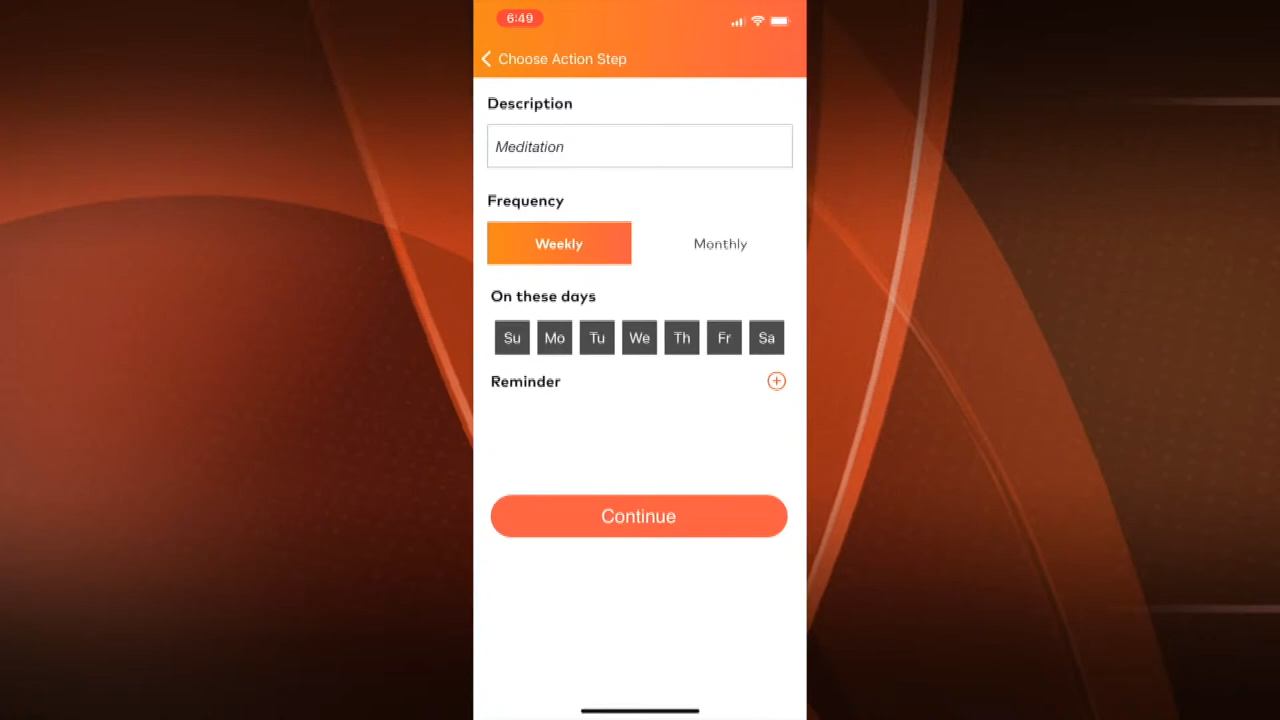 6:49
Choose Action Step
Description
Meditation
Frequency
Weekly Monthly
On these days
Su Mo Tu We Th Fr Sa
Reminder
Continue